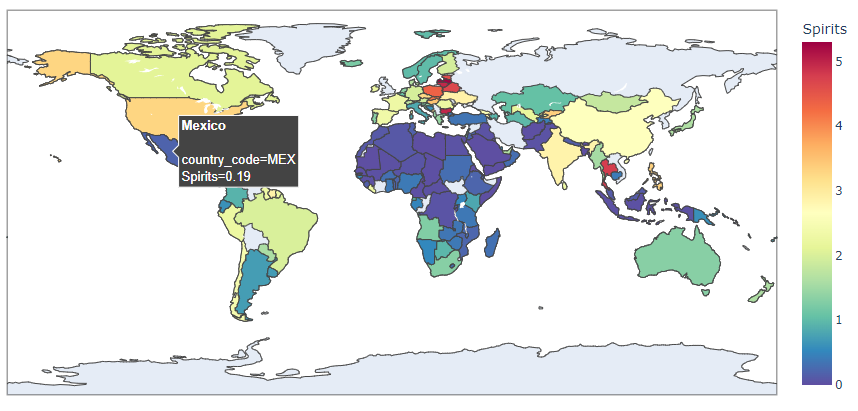 Spirits
Mexico
country_code=MEX
Spirits=0.19
5
4
3
2
1
0